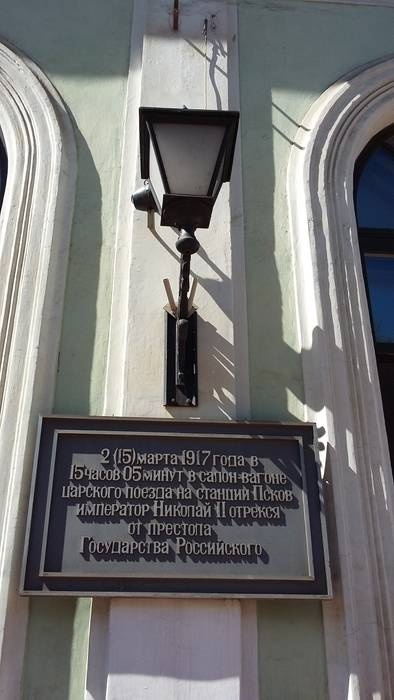 2 (15) марта 1917 года в
15 часов 05 минут в салон-вагоне
царского поезда на станции Псков
император Николай II отрекся
от престола
Государства Российского